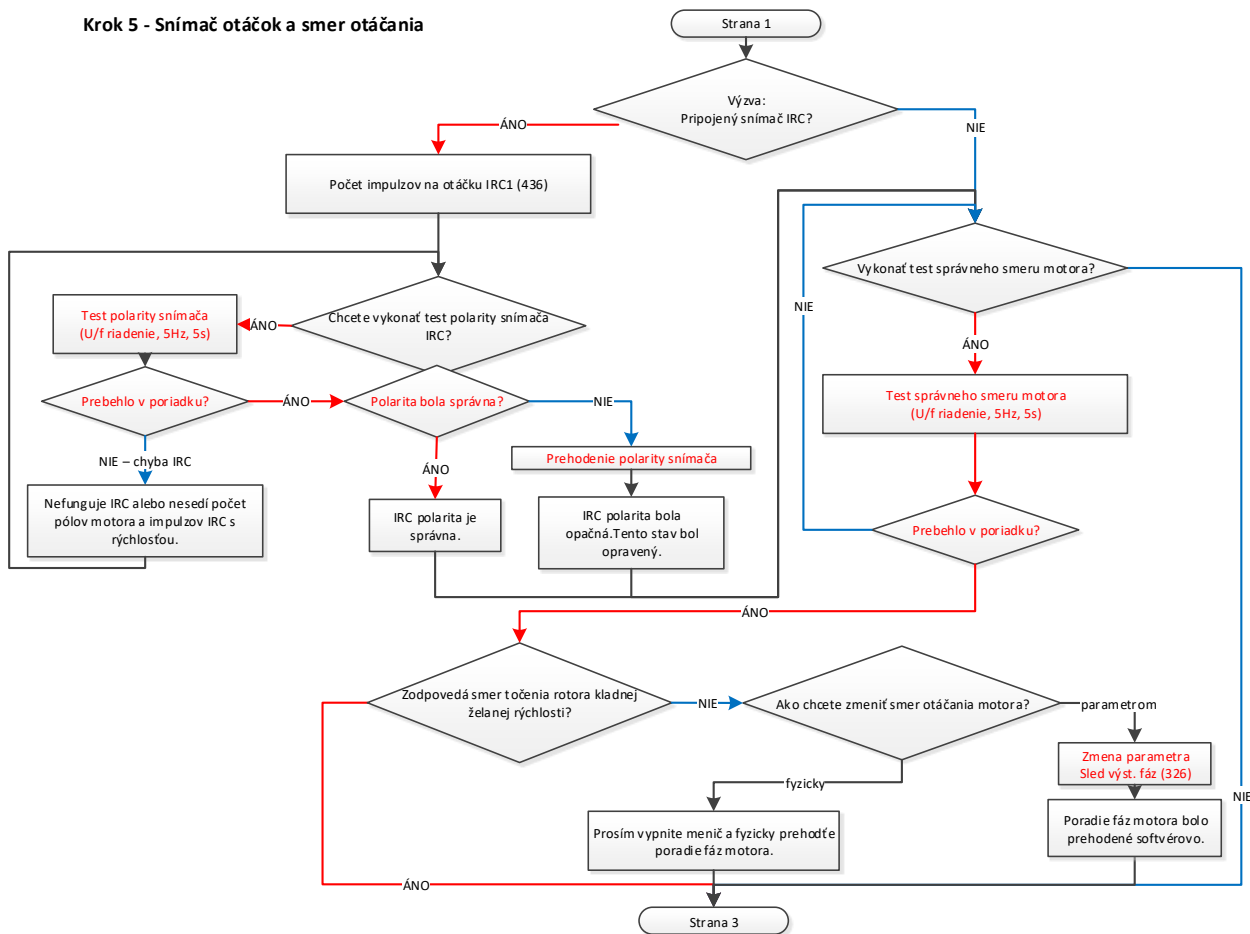 Krok 5 - Snímač otáčok a smer otáčania
Strana 1
Výzva:
Pripojený snímač IRC?
ÁNO
NIE
Počet impulzov na otáčku IRC1 (436)
Vykonať test správneho smeru motora?
NIE
Test polarity snímača
(U/f riadenie, 5Hz, 5s)
ÁNO
Chcete vykonať test polarity snímača
IRC?
ÁNO
Test správneho smeru motora
(U/f riadenie, 5Hz, 5s)
Prebehlo v poriadku?
ÁNO
Polarita bola správna?
NIE
NIE – chyba IRC
ÁNO
Prehodenie polarity snímača
Nefunguje IRC alebo nesedí počet
pólov motora a impulzov IRC s
rýchlosťou.
IRC polarita je
správna.
IRC polarita bola
opačná.Tento stav bol
opravený.
Prebehlo v poriadku?
ÁNO
Zodpovedá smer točenia rotora kladnej
želanej rýchlosti?
NIE
Ako chcete zmeniť smer otáčania motora?
parametrom
fyzicky
Zmena parametra
Sled výst. fáz (326)
NIE
Prosím vypnite menič a fyzicky prehoďte
poradie fáz motora.
Poradie fáz motora bolo
prehodené softvérovo.
ÁNO
Strana 3